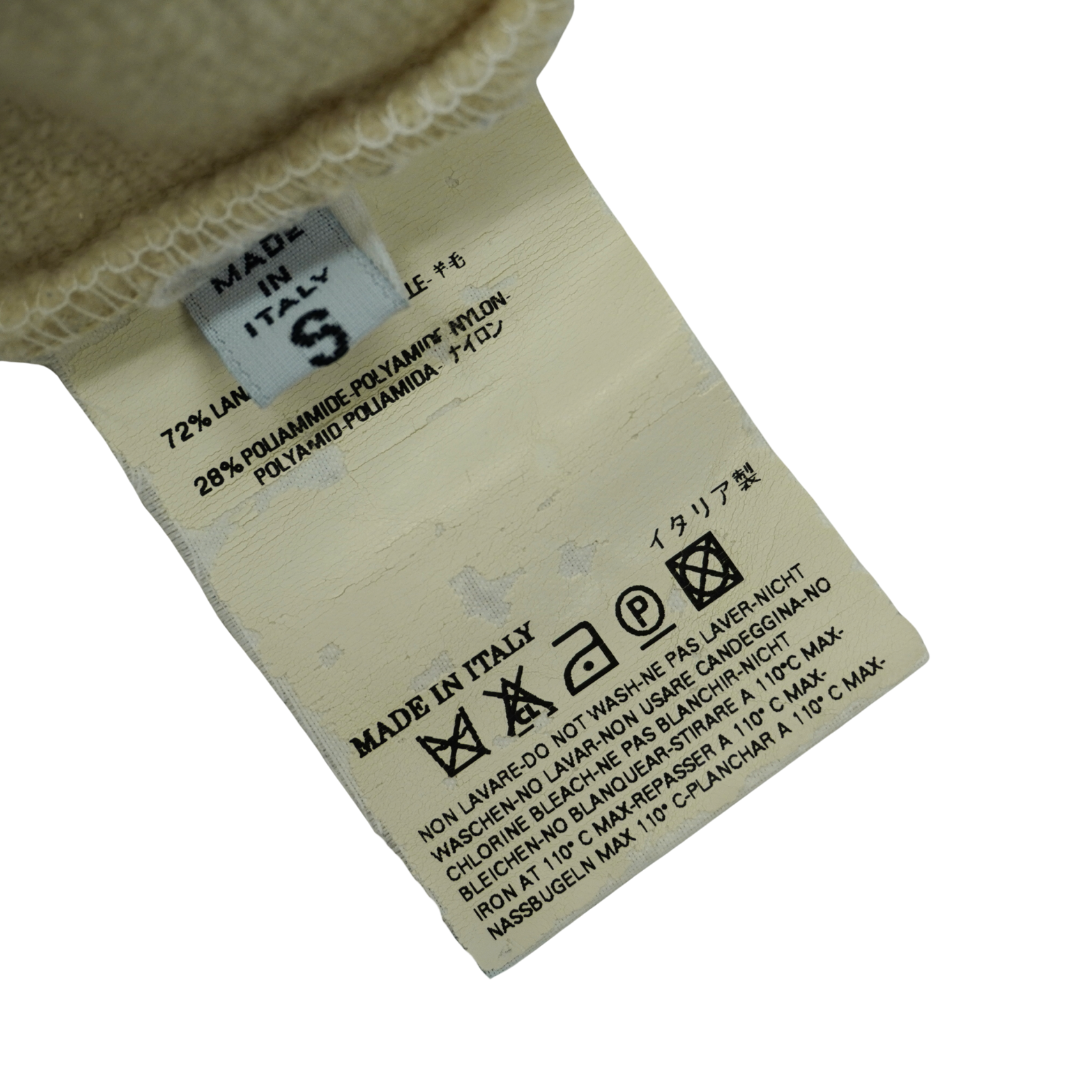 MADE
IN
ITALY
S
72% LAN LE-羊毛
28% POLIAMMIDE-POLYAMIDE NYLON-
POLYAMID-POLIAMIDA- ナイロン
イタリア製
MADE IN ITALY
CL P
NON LAVARE-DO NOT WASH-NE PAS LAVER-NICHT
WASCHEN-NO LAVAR-NON USARE CANDEGGINA-NO
CHLORINE BLEACH-NE PAS BLANCHIR-NICHT
BLEICHEN-NO BLANQUEAR-STIRARE A 110°C MAX-
IRON AT 110° C MAX-REPASSER A 110° C MAX-
NASSBUGELN MAX 110° C-PLANCHAR A 110° C MAX-